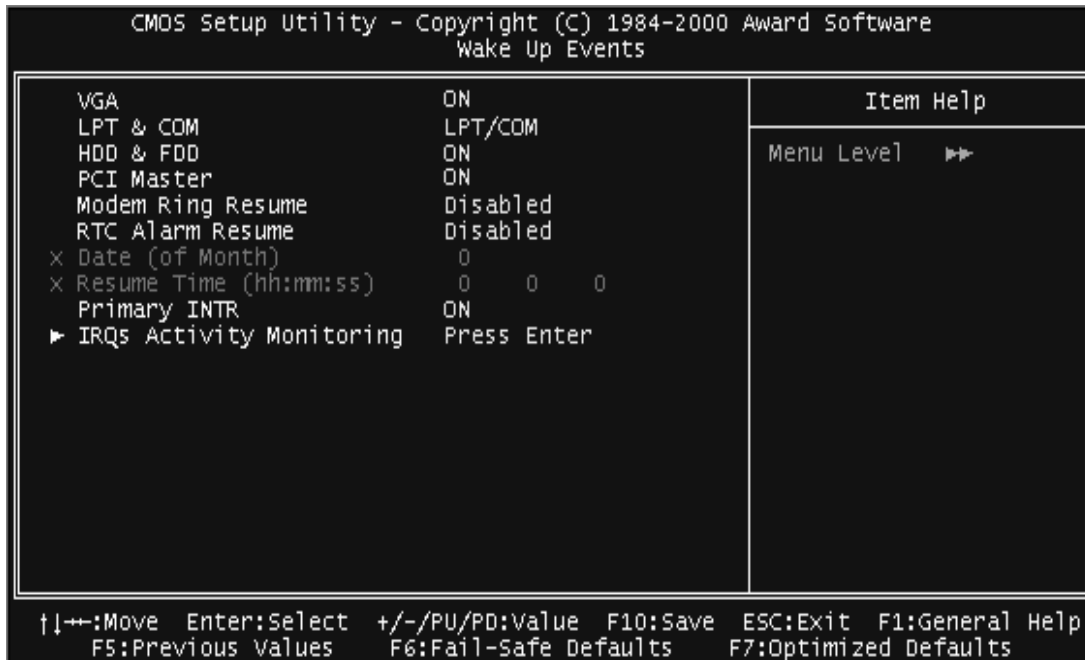 CMOS Setup Utility - Copyright (C) 1984-2000 Award Software
Wake Up Events
VGA ON
LPT & COM LPT/COM
HDD & FDD ON
PCI Master ON
Modem Ring Resume Disabled
RTC Alarm Resume Disabled
x Date (of Month) 0
x Resume Time (hh:mm:ss) 0 0 0
Primary INTR ON
► IRQs Activity Monitoring Press Enter
Item Help
Menu Level ►►
↑↓→←:Move Enter:Select +/-/PU/PD:Value F10:Save ESC:Exit F1:General Help
F5:Previous Values F6:Fail-Safe Defaults F7:Optimized Defaults